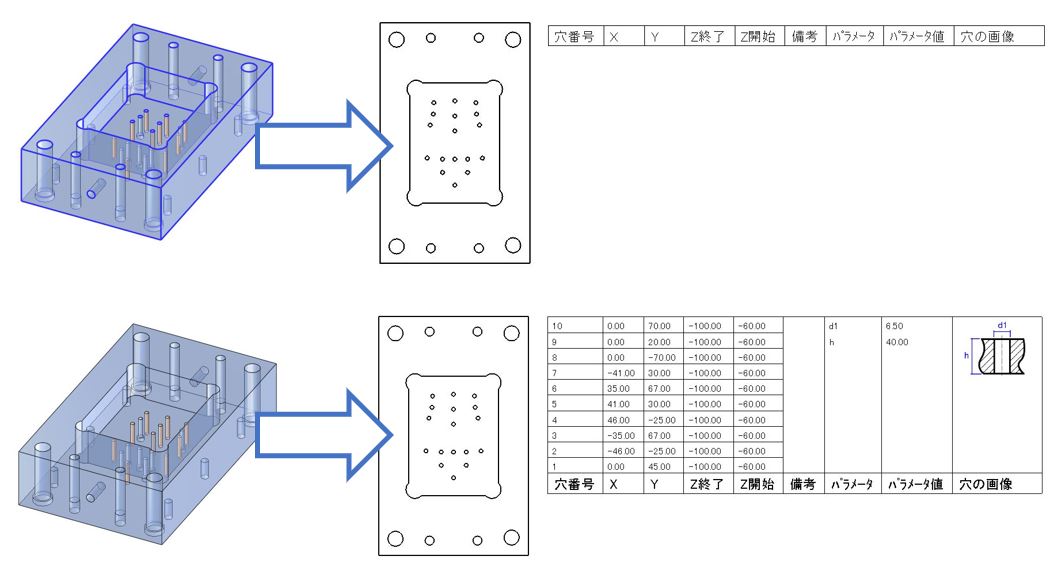 穴番号 X Y Z終了 Z開始 備考 ﾊﾟﾗﾒｰﾀ ﾊﾟﾗﾒｰﾀ値 穴の画像
10 0.00 70.00 -100.00 -60.00 d1 6.50 d1
9 0.00 20.00 -100.00 -60.00 h 40.00
8 0.00 -70.00 -100.00 -60.00 h
7 -41.00 30.00 -100.00 -60.00
6 35.00 67.00 -100.00 -60.00
5 41.00 30.00 -100.00 -60.00
4 46.00 -25.00 -100.00 -60.00
3 -35.00 67.00 -100.00 -60.00
2 -46.00 -25.00 -100.00 -60.00
1 0.00 45.00 -100.00 -60.00
穴番号 X Y Z終了 Z開始 備考 ﾊﾟﾗﾒｰﾀ ﾊﾟﾗﾒｰﾀ値 穴の画像